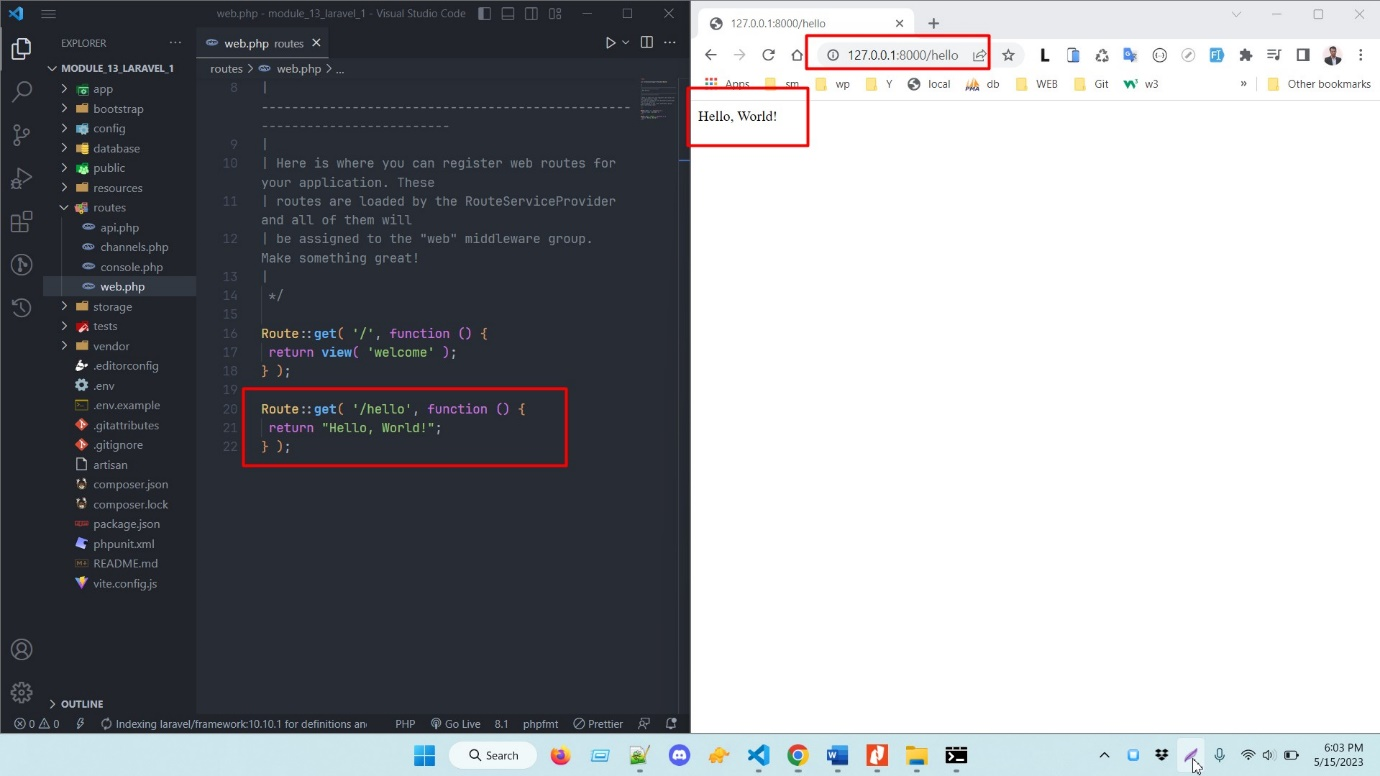 web.php - module_13_laravel_1 - Visual Studio Code
EXPLORER
MODULE_13_LARAVEL_1
app
bootstrap
config
database
public
resources
routes
api.php
channels.php
console.php
web.php
storage
tests
vendor
.editorconfig
.env
.env.example
.gitattributes
.gitignore
artisan
composer.json
composer.lock
package.json
phpunit.xml
README.md
vite.config.js
OUTLINE
web.php routes
routes > web.php > ...
8 |
--------------------------------------------------
-------------------------
9 |
10 | Here is where you can register web routes for
your application. These
11 | routes are loaded by the RouteServiceProvider
and all of them will
12 | be assigned to the "web" middleware group.
Make something great!
13 |
14 */
15
16 Route::get( '/', function () {
17 return view( 'welcome' );
18 } );
19
20 Route::get( '/hello', function () {
21 return "Hello, World!";
22 } );
0 0 Indexing laravel/framework:10.10.1 for definitions an PHP Go Live 8.1 phpfmt Prettier
127.0.0.1:8000/hello
127.0.0.1:8000/hello
Apps sm wp Y local db WEB Git w3 » Other bookmarks
Hello, World!
Search
6:03 PM
5/15/2023